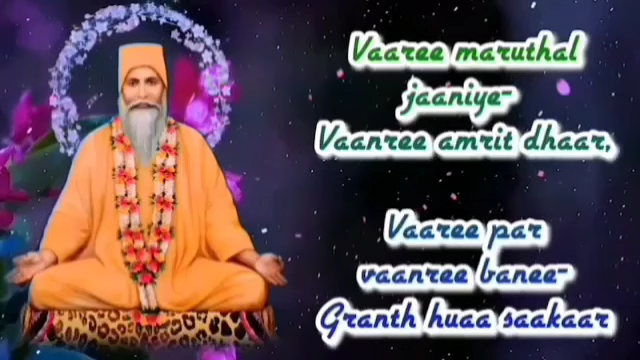 Vaaree maruthal
jaaniye-
Vaanree amrit dhaar,
Vaaree par
vaanree banee-
Granth huaa saakaar